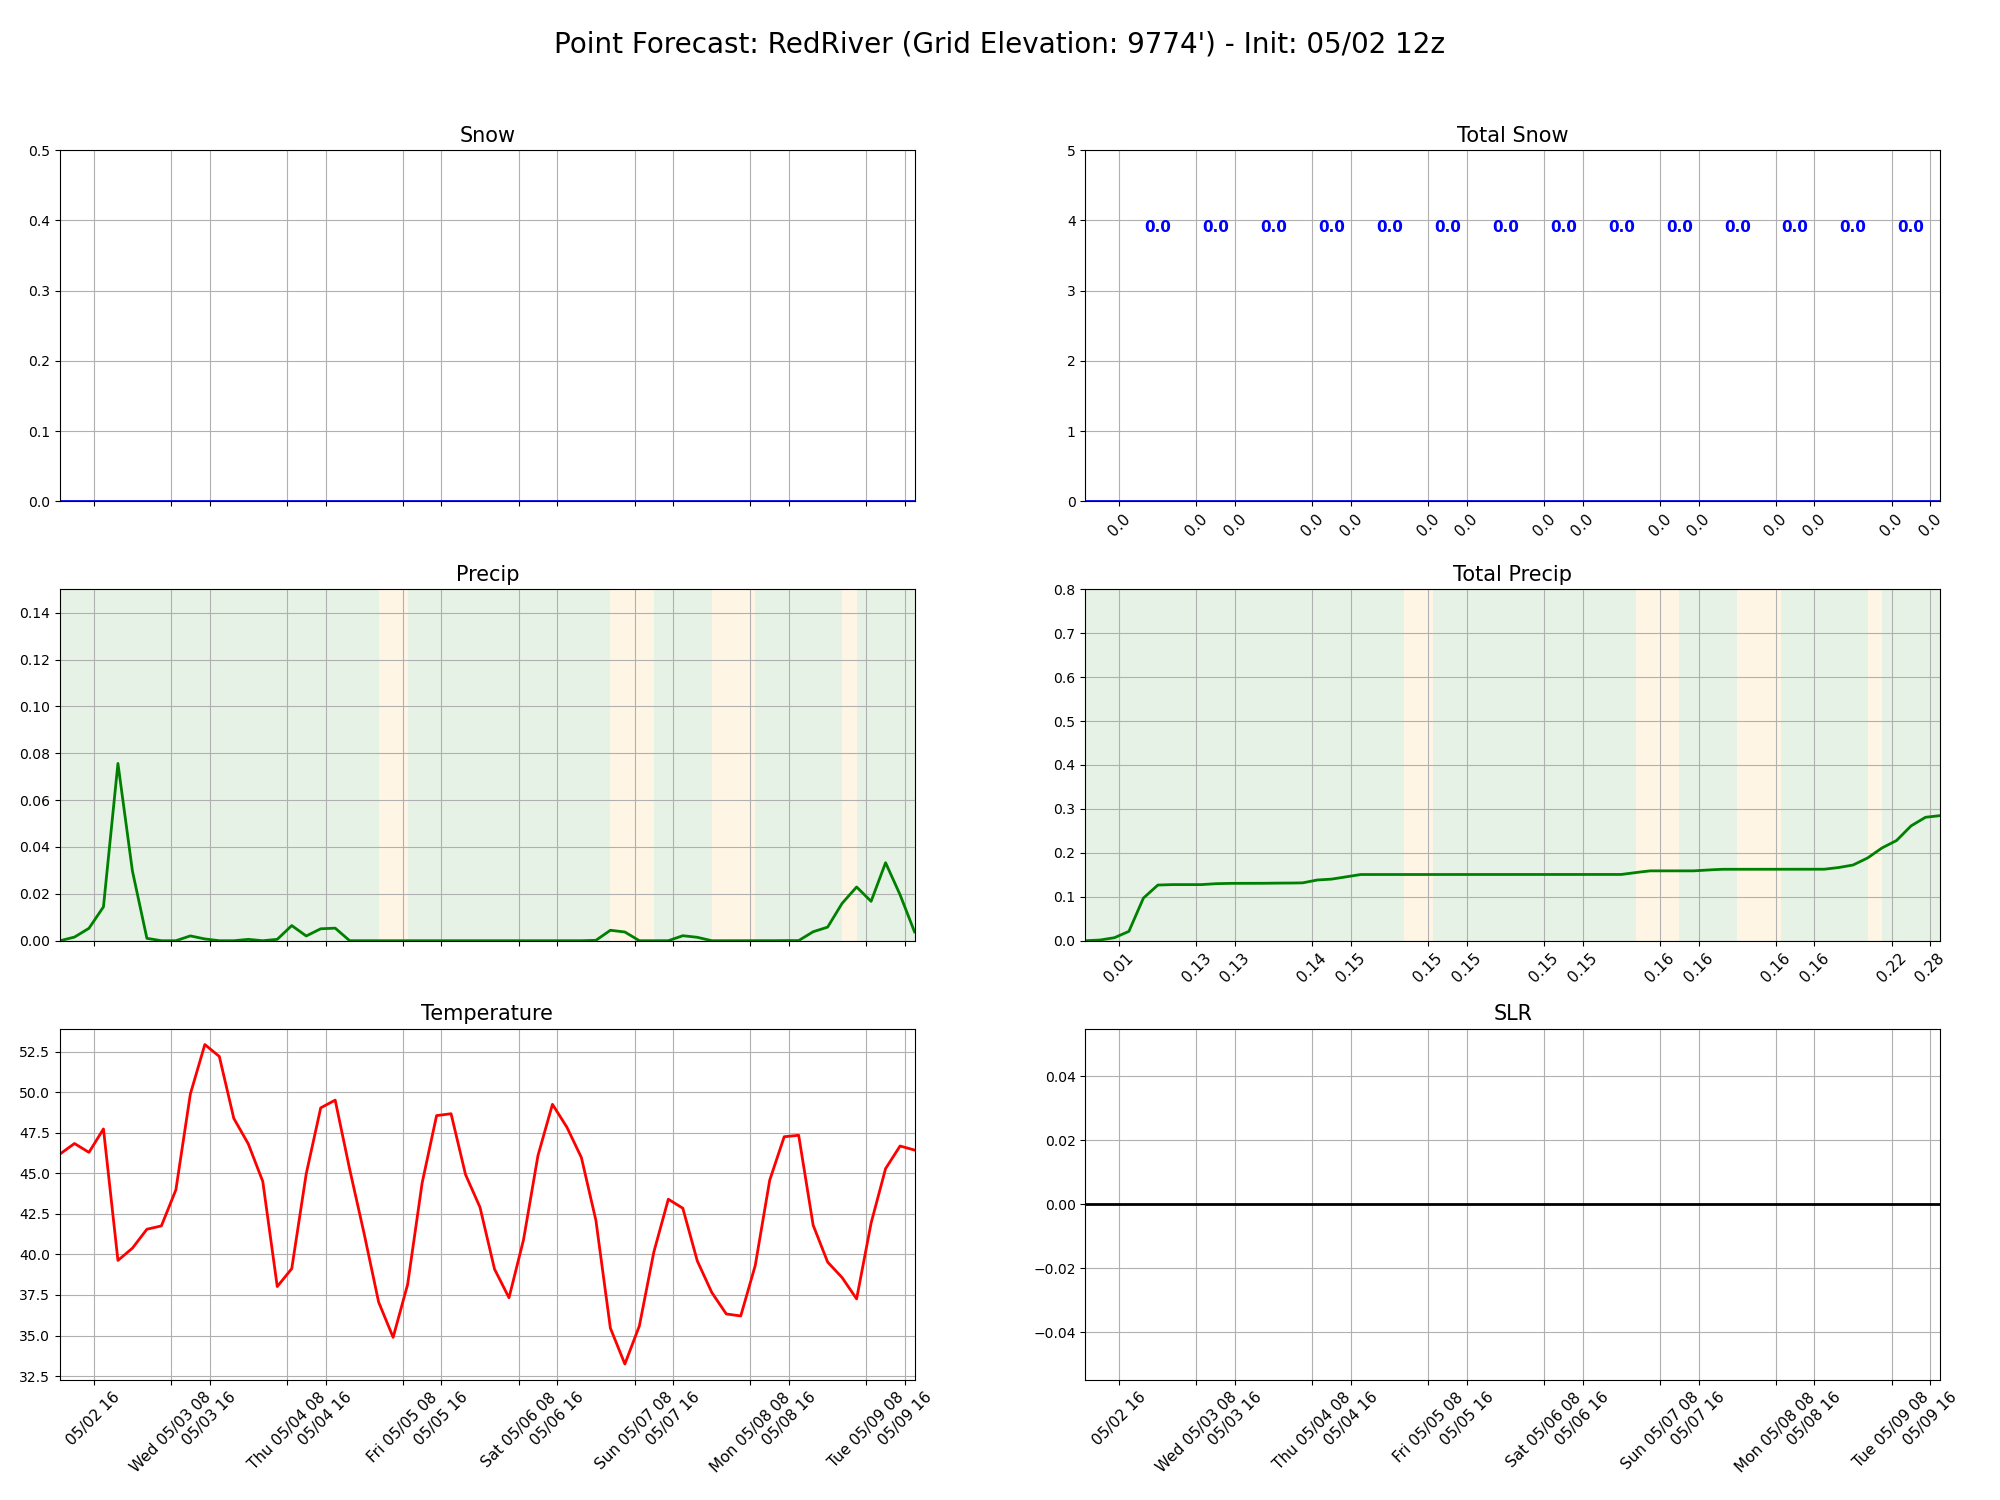 Point Forecast: RedRiver (Grid Elevation: 9774') - Init: 05/02 12z
Snow
0.5
0.4
0.3
0.2
0.1
0.0
Total Snow
5
4
3
2
1
0
0.0 0.0 0.0 0.0 0.0 0.0 0.0 0.0 0.0 0.0 0.0 0.0 0.0 0.0
0.0 0.0 0.0 0.0 0.0 0.0 0.0 0.0 0.0 0.0 0.0 0.0 0.0 0.0 0.0
Precip
0.14
0.12
0.10
0.08
0.06
0.04
0.02
0.00
Total Precip
0.8
0.7
0.6
0.5
0.4
0.3
0.2
0.1
0.0
0.01 0.13 0.13 0.14 0.15 0.15 0.15 0.15 0.15 0.16 0.16 0.16 0.16 0.22 0.28
Temperature
52.5
50.0
47.5
45.0
42.5
40.0
37.5
35.0
32.5
05/02 16
Wed 05/03 08
05/03 16
Thu 05/04 08
05/04 16
Fri 05/05 08
05/05 16
Sat 05/06 08
05/06 16
Sun 05/07 08
05/07 16
Mon 05/08 08
05/08 16
Tue 05/09 08
05/09 16
SLR
0.04
0.02
0.00
−0.02
−0.04
05/02 16
Wed 05/03 08
05/03 16
Thu 05/04 08
05/04 16
Fri 05/05 08
05/05 16
Sat 05/06 08
05/06 16
Sun 05/07 08
05/07 16
Mon 05/08 08
05/08 16
Tue 05/09 08
05/09 16